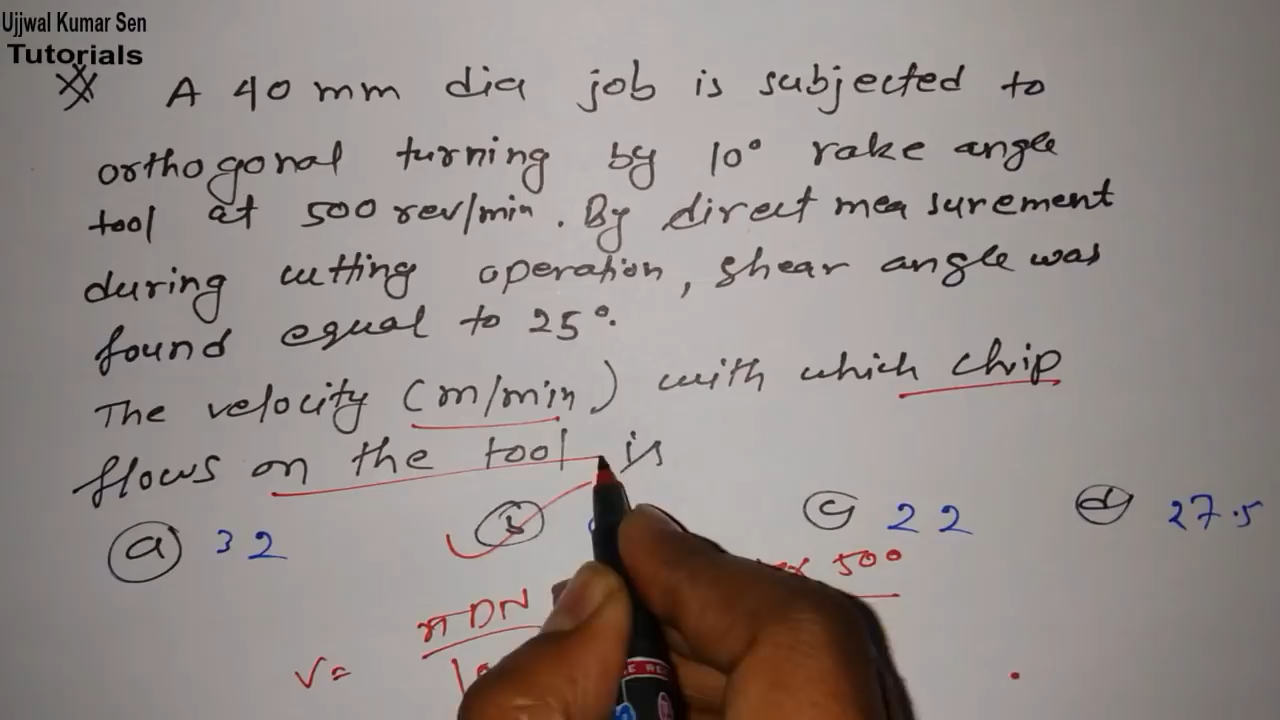 Ujjwal Kumar Sen
Tutorials
A 40 mm dia job is subjected to
orthogonal turning by 10° rake angle
tool at 500 rev/min. By direct measurement
during cutting operation, shear angle was
found equal to 25°.
The velocity (m/min) with which chip
flows on the tool is
(a) 32 (b) (c) 22 (d) 27.5
πDN 500
V=